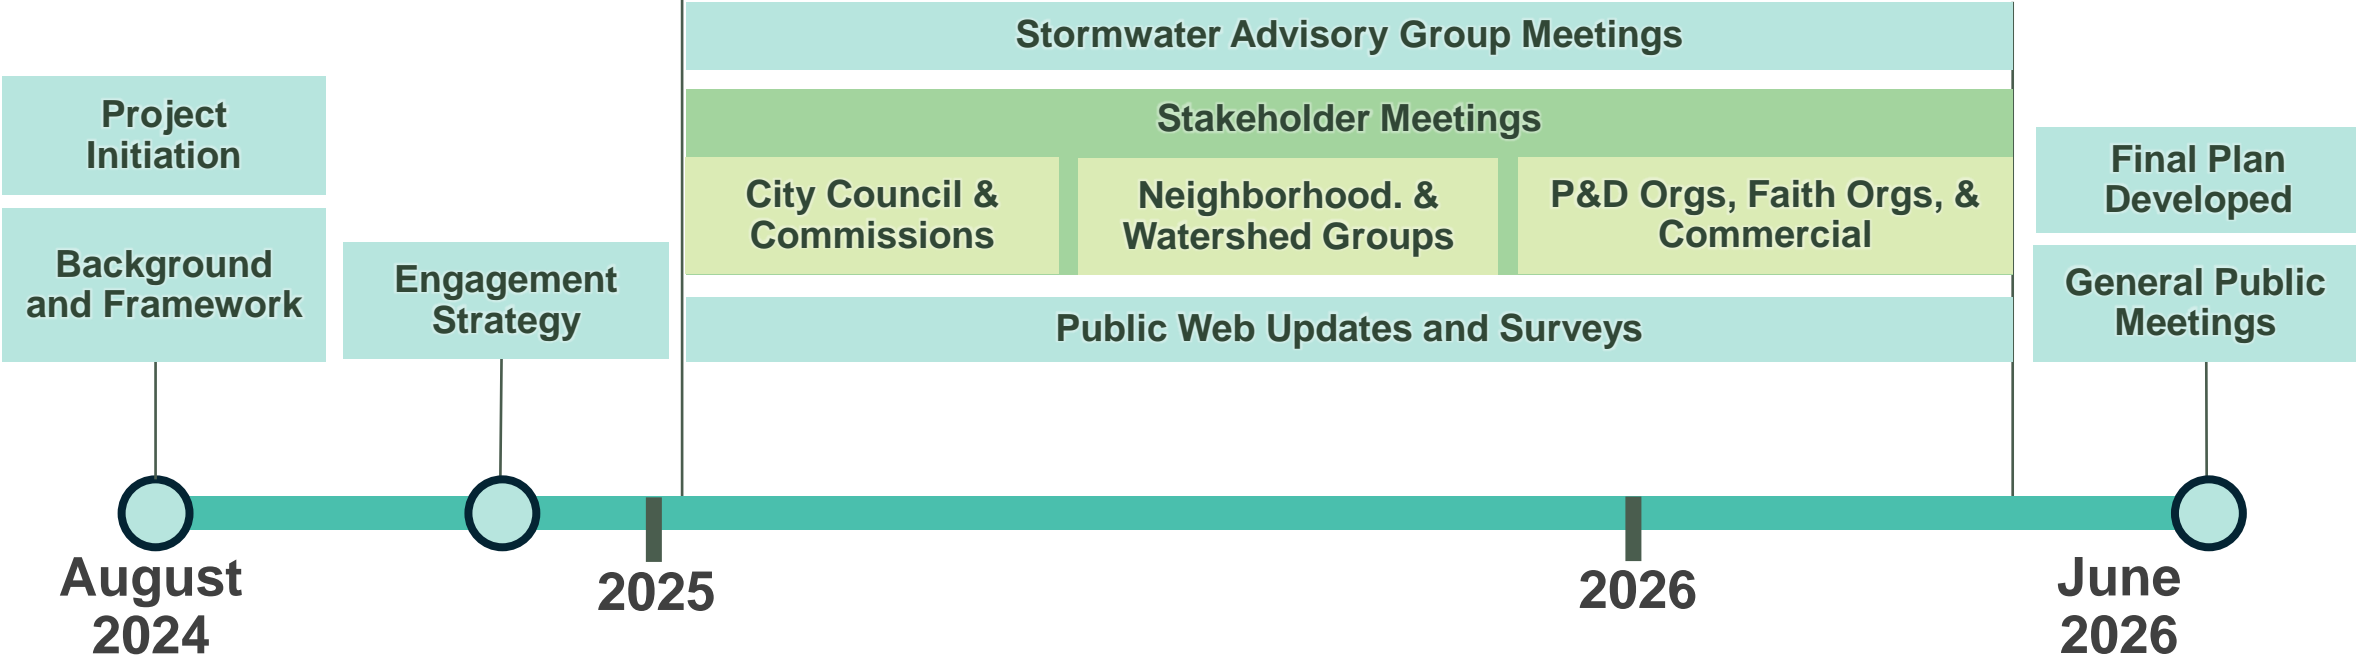 Stormwater Advisory Group Meetings
Project
Initiation
Background
and Framework
Engagement
Strategy
Stakeholder Meetings
City Council &
Commissions
Neighborhood. &
Watershed Groups
P&D Orgs, Faith Orgs, &
Commercial
Public Web Updates and Surveys
Final Plan
Developed
General Public
Meetings
August
2024
2025
2026
June
2026